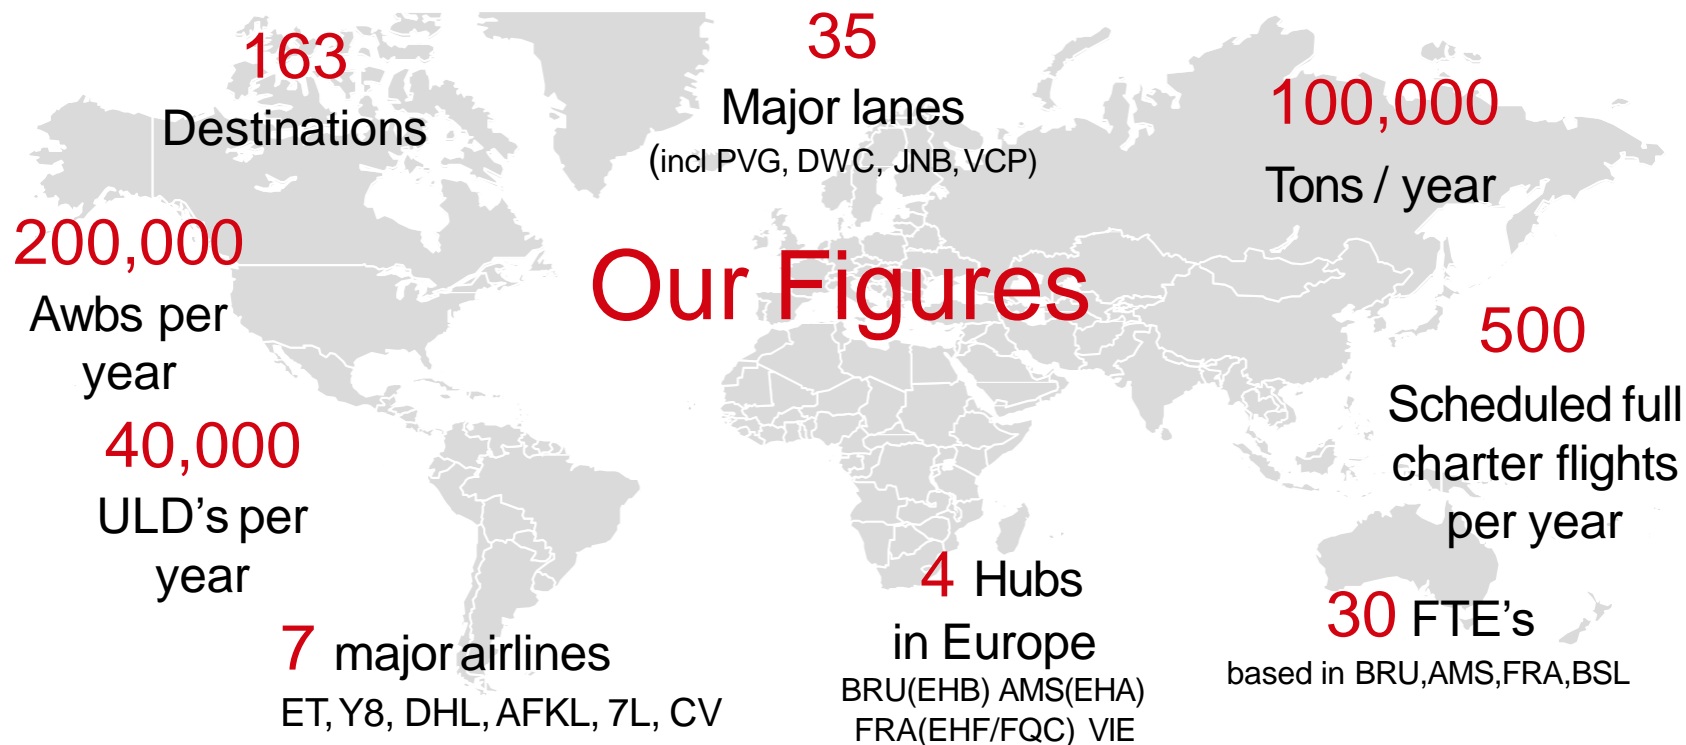 163
Destinations
35
Major lanes
(incl PVG, DWC, JNB, VCP)
100,000
Tons / year
200,000
Awbs per
year
Our Figures
500
Scheduled full
charter flights
per year
40,000
ULD’s per
year
7 major airlines
ET, Y8, DHL, AFKL, 7L, CV
4 Hubs
in Europe
BRU(EHB) AMS(EHA)
FRA(EHF/FQC) VIE
30 FTE’s
based in BRU,AMS,FRA,BSL